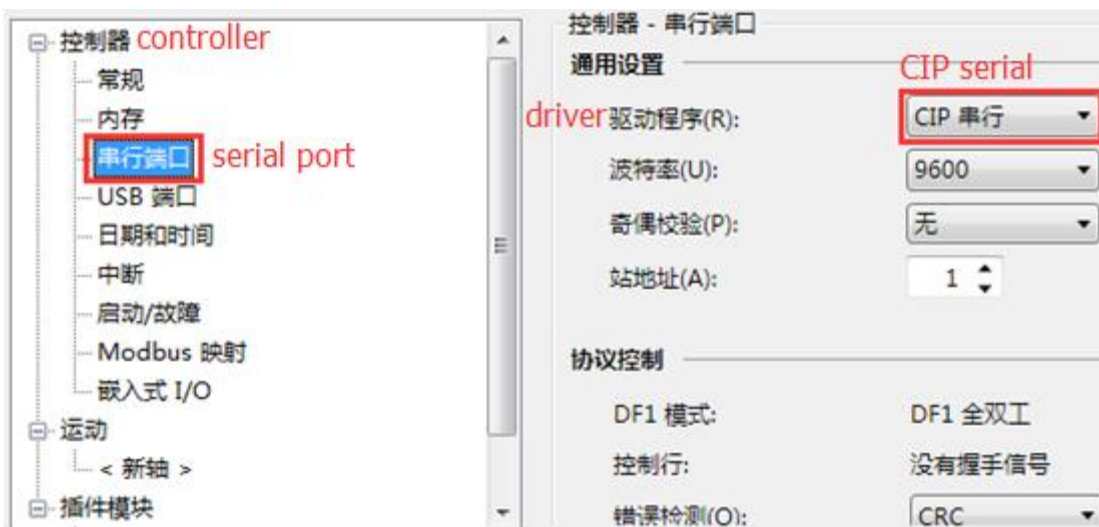 控制器 controller
常规
内存
串行端口 serial port
USB 端口
日期和时间
中断
启动/故障
Modbus 映射
嵌入式 I/O
运动
< 新轴 >
插件模块
控制器 - 串行端口
通用设置
CIP serial
driver 驱动程序(R): CIP 串行
波特率(U): 9600
奇偶校验(P): 无
站地址(A): 1
协议控制
DF1 模式: DF1 全双工
控制行: 没有握手信号
错误检测(O): CRC